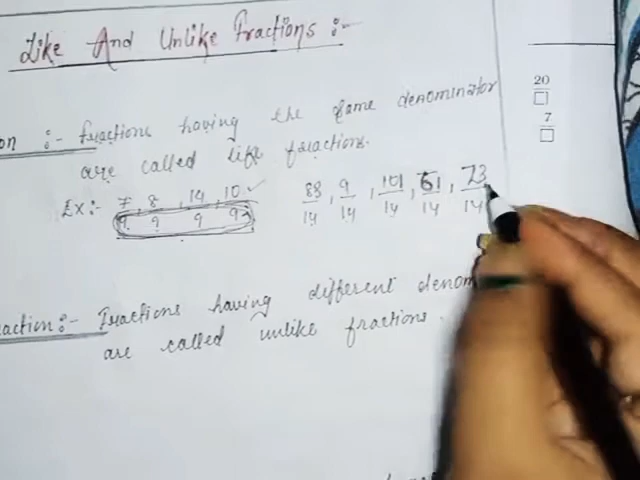 Like And Unlike Fractions :-
on :- fractions having the same denominator
are called like fractions.
Ex:- 7/9, 8/9, 14/9, 10/9 88/14, 9/14, 101/14, 61/14, 73/14
action :- Fractions having different denom
are called unlike fractions.
20
7